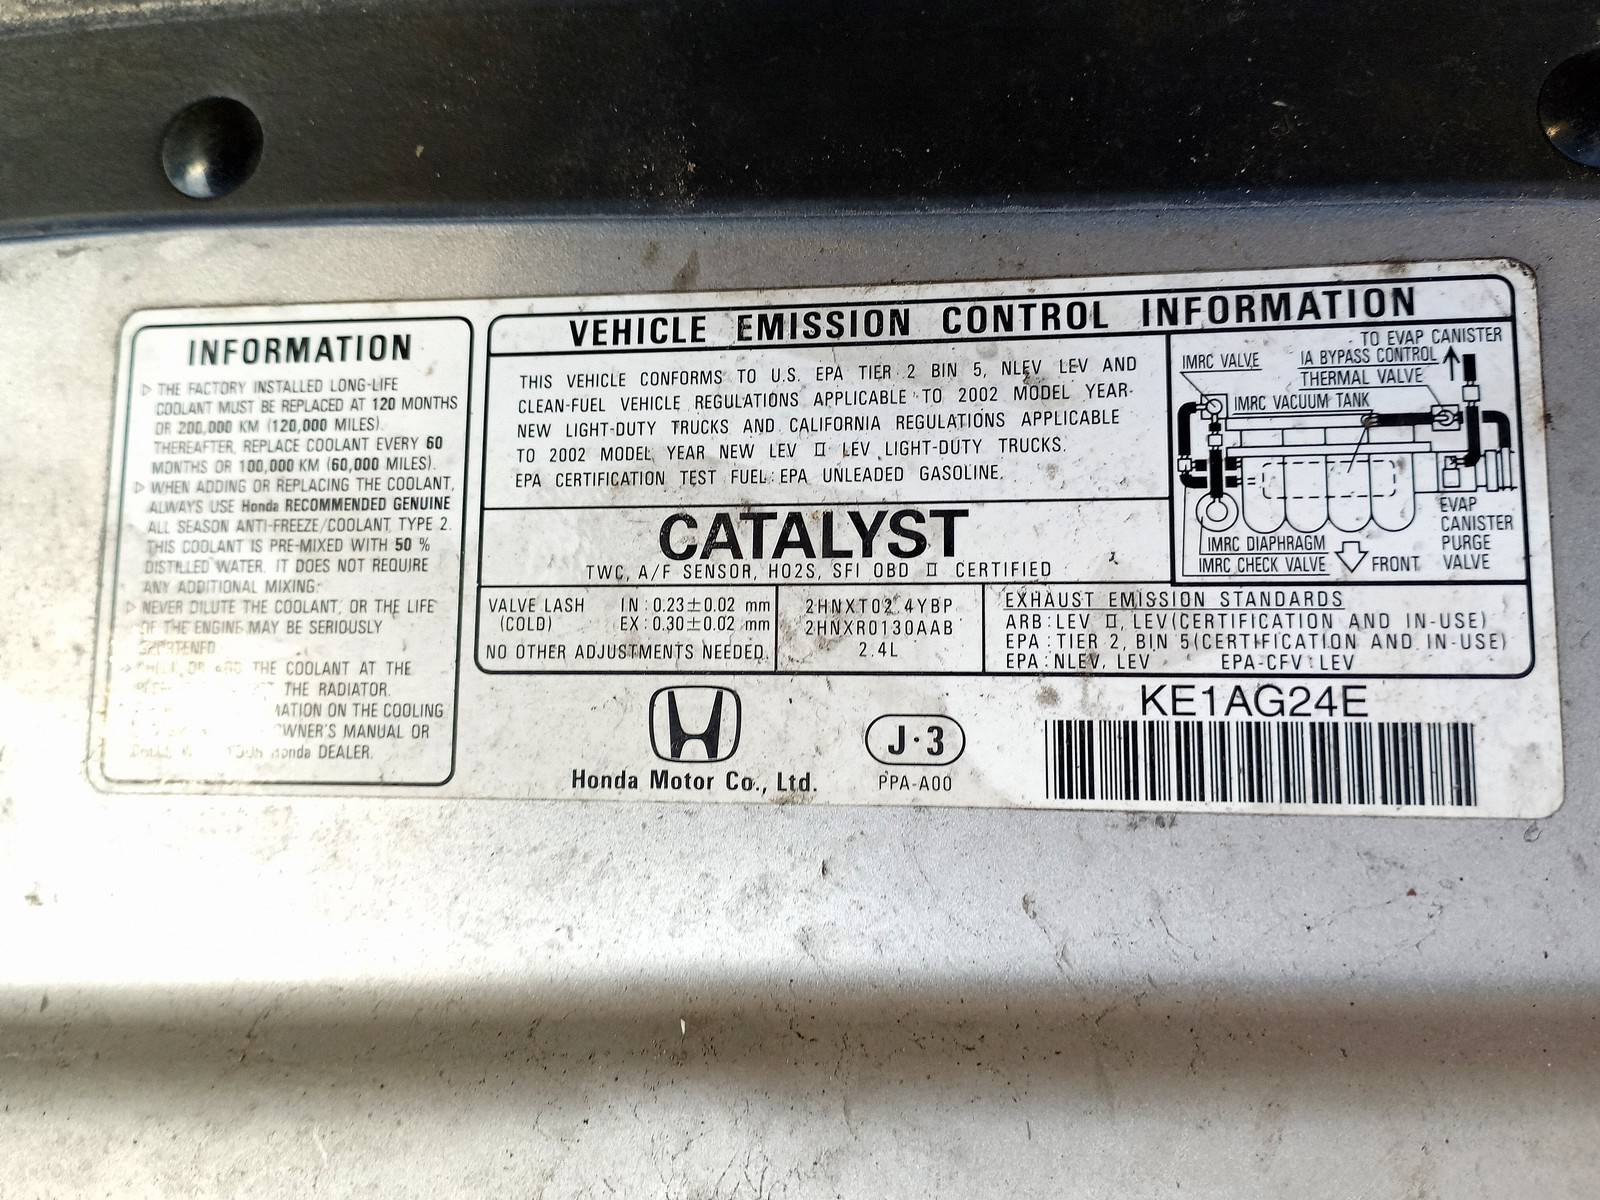 INFORMATION
▷ THE FACTORY INSTALLED LONG-LIFE
COOLANT MUST BE REPLACED AT 120 MONTHS
OR 200,000 KM (120,000 MILES).
THEREAFTER, REPLACE COOLANT EVERY 60
MONTHS OR 100,000 KM (60,000 MILES).
▷ WHEN ADDING OR REPLACING THE COOLANT,
ALWAYS USE Honda RECOMMENDED GENUINE
ALL SEASON ANTI-FREEZE/COOLANT TYPE 2.
THIS COOLANT IS PRE-MIXED WITH 50 %
DISTILLED WATER. IT DOES NOT REQUIRE
ANY ADDITIONAL MIXING.
▷ NEVER DILUTE THE COOLANT, OR THE LIFE
OF THE ENGINE MAY BE SERIOUSLY
THE COOLANT AT THE
THE RADIATOR.
ON THE COOLING
MANUAL OR
Honda DEALER.
VEHICLE EMISSION CONTROL INFORMATION
THIS VEHICLE CONFORMS TO U.S. EPA TIER 2 BIN 5, NLEV LEV AND
CLEAN-FUEL VEHICLE REGULATIONS APPLICABLE TO 2002 MODEL YEAR-
NEW LIGHT-DUTY TRUCKS AND CALIFORNIA REGULATIONS APPLICABLE
TO 2002 MODEL YEAR NEW LEV Ⅱ LEV LIGHT-DUTY TRUCKS.
EPA CERTIFICATION TEST FUEL: EPA UNLEADED GASOLINE.
CATALYST
TWC, A/F SENSOR, HO2S, SFI OBD Ⅱ CERTIFIED
TO EVAP CANISTER
IMRC VALVE
IA BYPASS CONTROL
THERMAL VALVE
IMRC VACUUM TANK
EVAP
CANISTER
PURGE
VALVE
IMRC DIAPHRAGM
IMRC CHECK VALVE
FRONT
VALVE LASH IN : 0.23±0.02 mm
(COLD) EX : 0.30±0.02 mm
NO OTHER ADJUSTMENTS NEEDED.
2HNXT02.4YBP
2HNXR0130AAB
2.4L
EXHAUST EMISSION STANDARDS
ARB: LEV Ⅱ, LEV(CERTIFICATION AND IN-USE)
EPA : TIER 2, BIN 5(CERTIFICATION AND IN-USE)
EPA : NLEV, LEV EPA-CFV : LEV
Honda Motor Co., Ltd.
J·3
PPA-A00
KE1AG24E